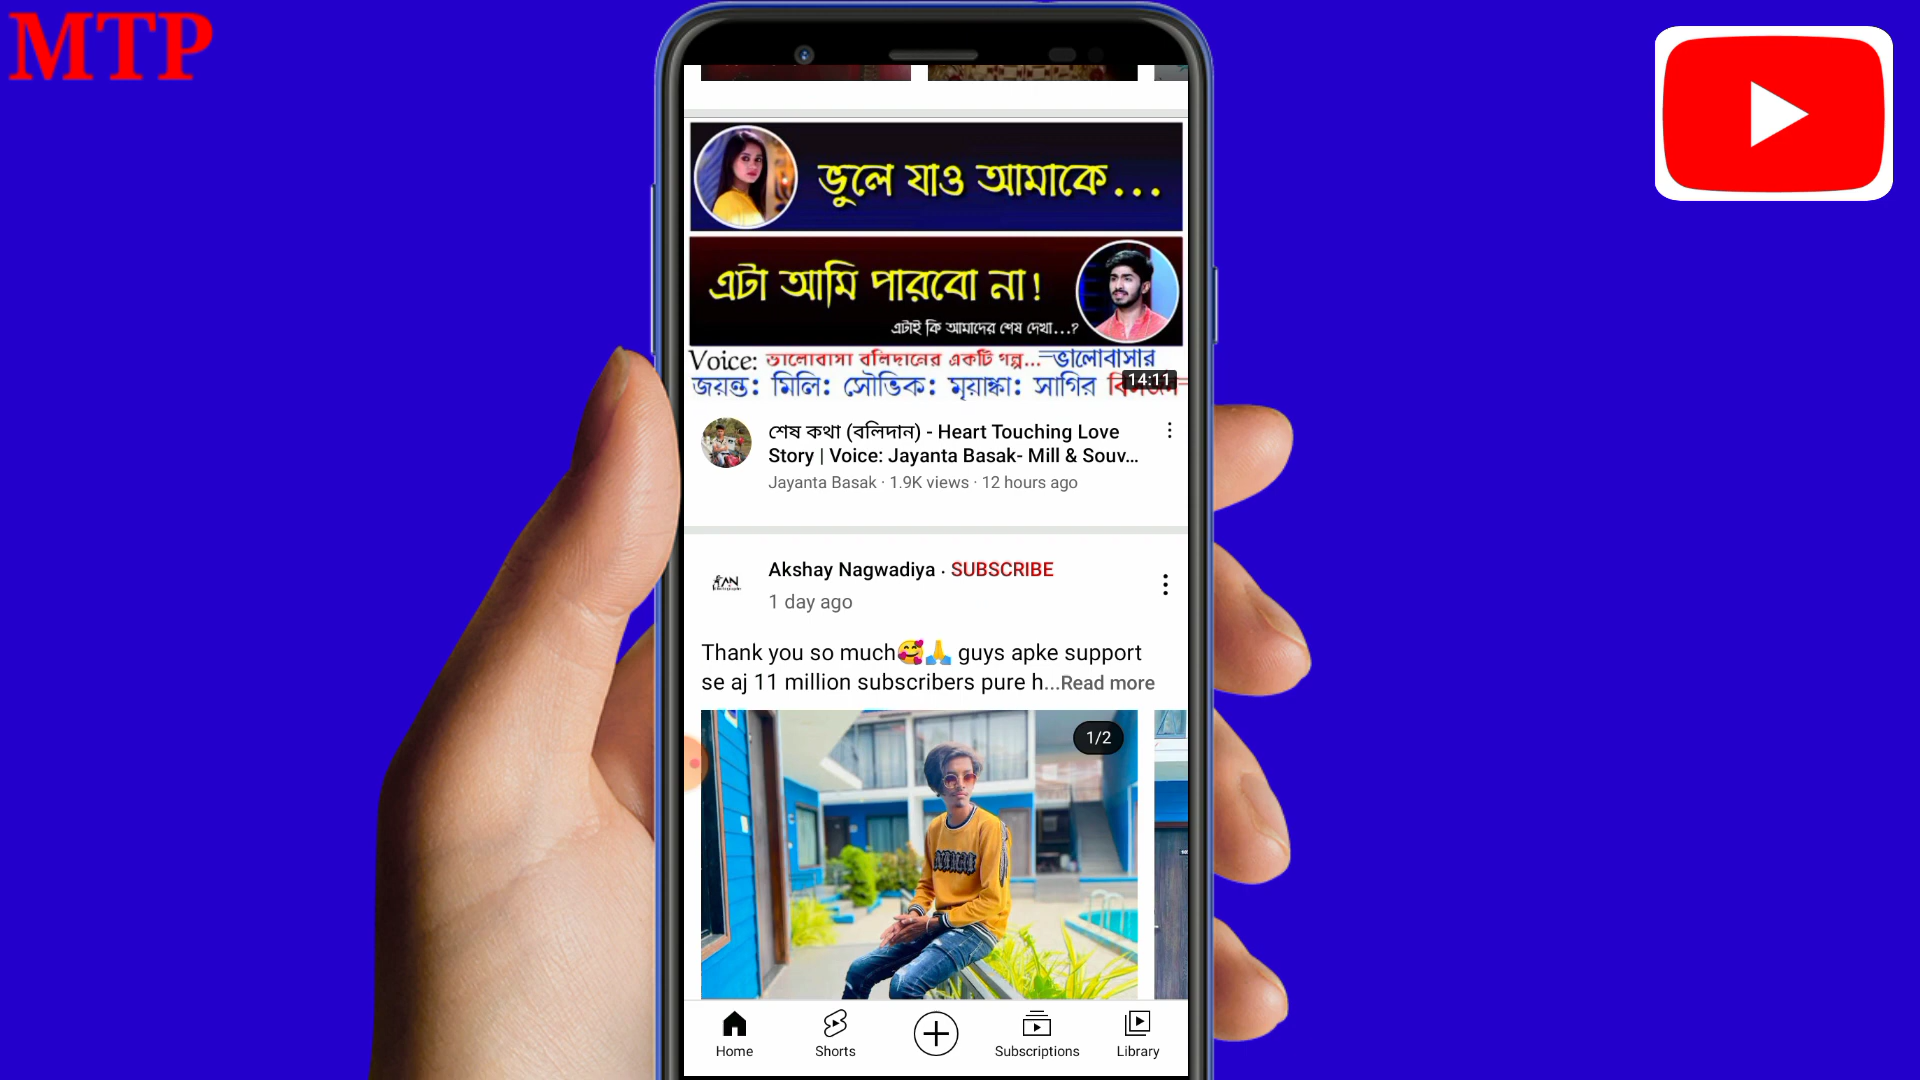 MTP
ভুলে যাও আমাকে...
এটা আমি পারবো না!
এটাই কি আমাদের শেষ দেখা...?
Voice: ভালোবাসা বলিদানের একটি গল্প... ভালোবাসার
জয়ন্ত: মিলি: সৌভিক: মৃয়াঙ্কা: সাগির
14:11
শেষ কথা (বলিদান) - Heart Touching Love
Story | Voice: Jayanta Basak- Mill & Souv...
Jayanta Basak · 1.9K views · 12 hours ago
Akshay Nagwadiya · SUBSCRIBE
1 day ago
Thank you so much🥰🙏 guys apke support
se aj 11 million subscribers pure h...Read more
1/2
Home
Shorts
Subscriptions
Library